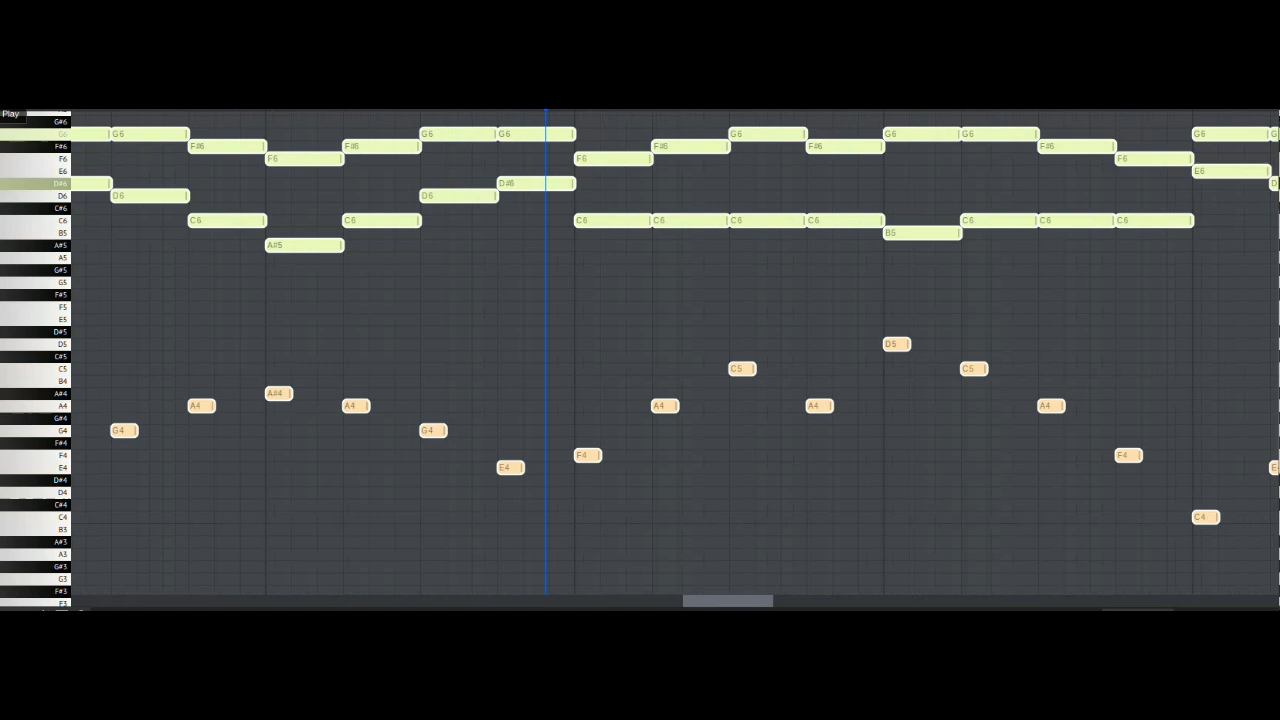 Play
G#6
G6 G6 G6 G6 G6 G6 G6 G6
F#6 F#6 F#6 F#6 F#6 F#6
F6 F6 F6 F6
E6 E6
D#6 D#6 D
D6 D6 D6
C#6
C6 C6 C6 C6 C6 C6 C6 C6 C6 C6
B5 B5
A#5 A#5
A5
G#5
G5
F#5
F5
E5
D#5
D5 D5
C#5
C5 C5 C5
B4
A#4 A#4
A4 A4 A4 A4 A4 A4
G#4
G4 G4 G4
F#4
F4 F4 F4
E4 E4 E
D#4
D4
C#4
C4 C4
B3
A#3
A3
G#3
G3
F#3
F3